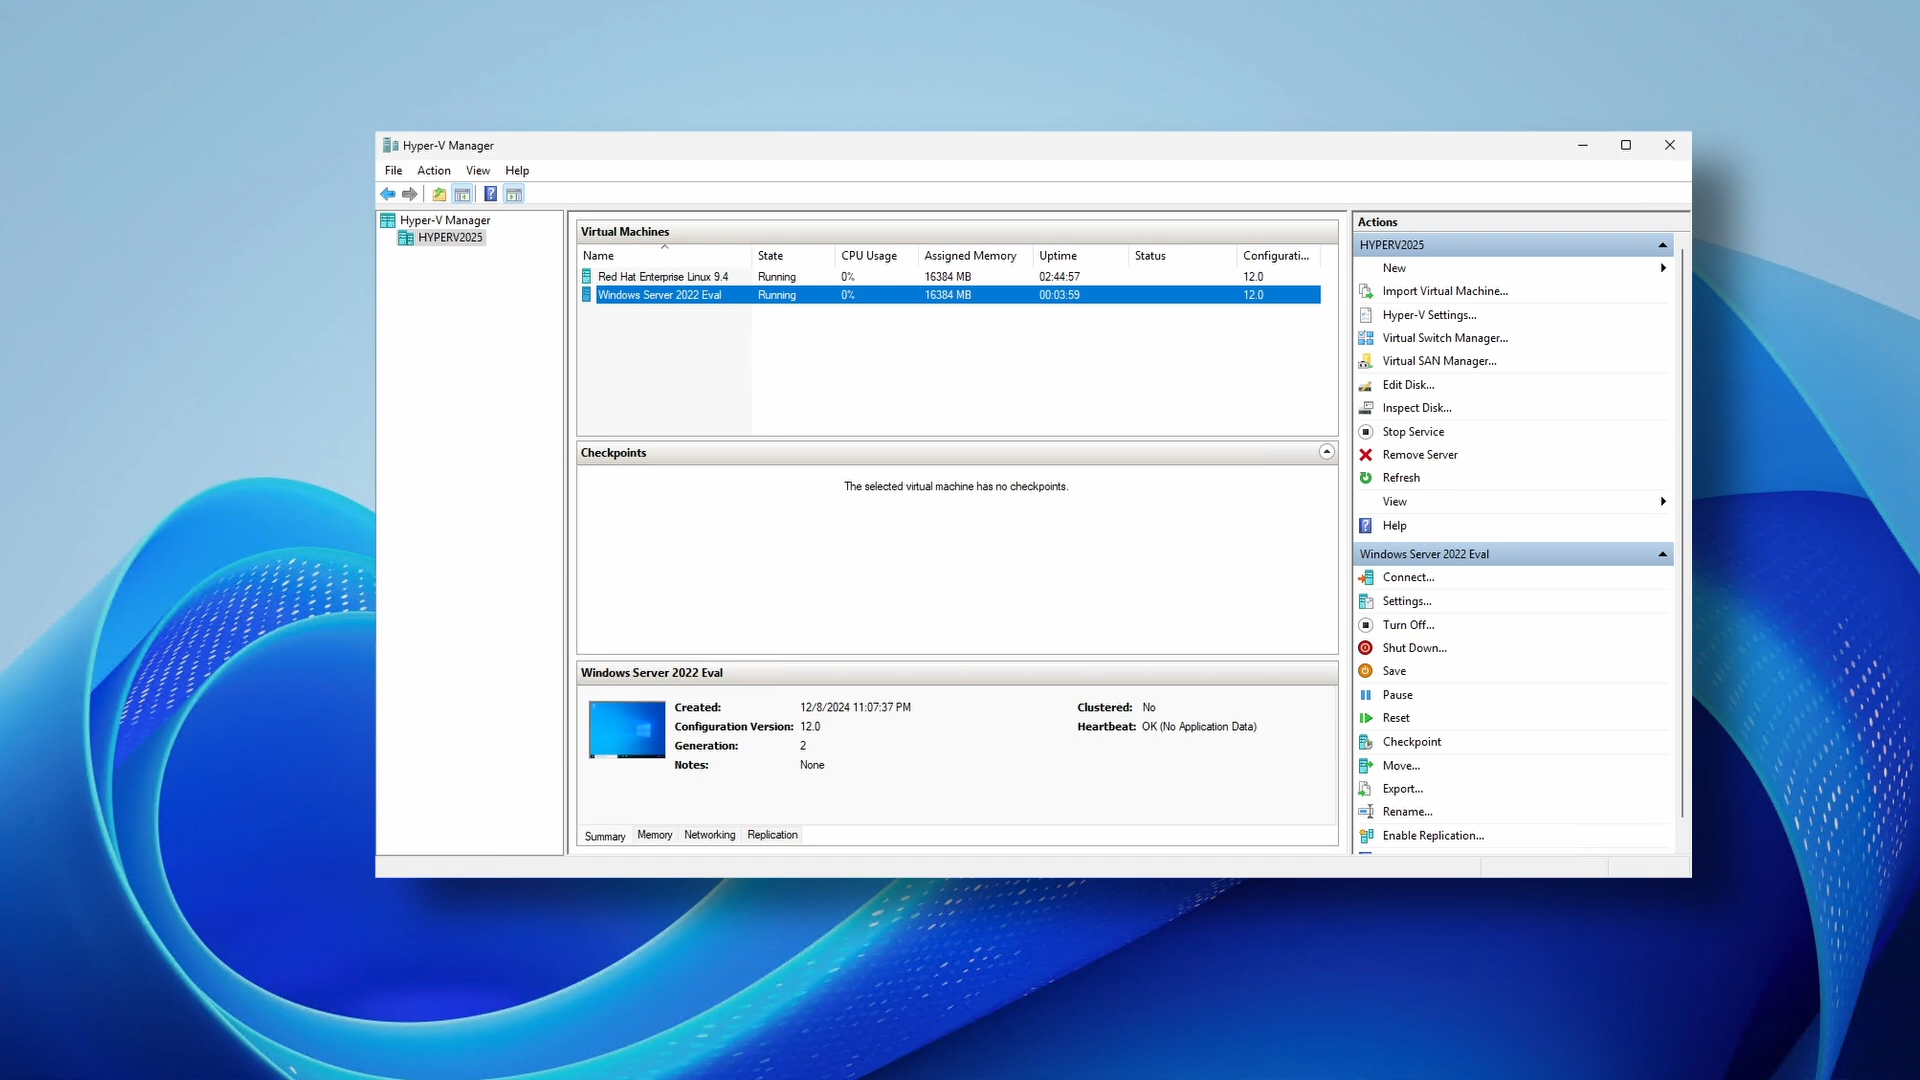 Hyper-V Manager
File Action View Help
Hyper-V Manager
HYPERV2025
Virtual Machines
Name State CPU Usage Assigned Memory Uptime Status Configurati...
Red Hat Enterprise Linux 9.4 Running 0% 16384 MB 02:44:57 12.0
Windows Server 2022 Eval Running 0% 16384 MB 00:03:59 12.0
Checkpoints
The selected virtual machine has no checkpoints.
Windows Server 2022 Eval
Created: 12/8/2024 11:07:37 PM Clustered: No
Configuration Version: 12.0 Heartbeat: OK (No Application Data)
Generation: 2
Notes: None
Summary Memory Networking Replication
Actions
HYPERV2025
New
Import Virtual Machine...
Hyper-V Settings...
Virtual Switch Manager...
Virtual SAN Manager...
Edit Disk...
Inspect Disk...
Stop Service
Remove Server
Refresh
View
Help
Windows Server 2022 Eval
Connect...
Settings...
Turn Off...
Shut Down...
Save
Pause
Reset
Checkpoint
Move...
Export...
Rename...
Enable Replication...